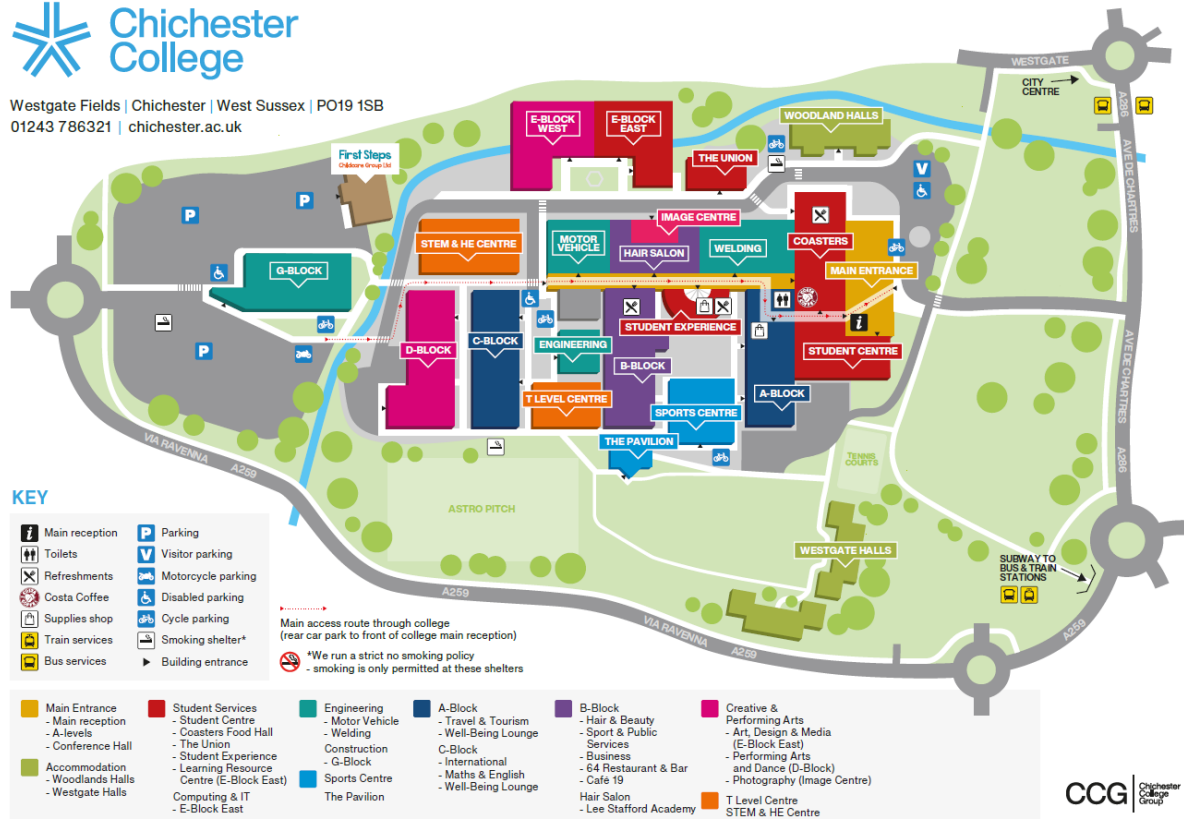 Chichester
College
Westgate Fields | Chichester | West Sussex | PO19 1SB
01243 786321 | chichester.ac.uk
WESTGATE
CITY
CENTRE
A286
AVE DE CHARTRES
E-BLOCK
WEST
E-BLOCK
EAST
WOODLAND HALLS
THE UNION
First Steps
Childcare Group Ltd
P
P
V
IMAGE CENTRE
STEM & HE CENTRE
MOTOR
VEHICLE
HAIR SALON
WELDING
COASTERS
MAIN ENTRANCE
G-BLOCK
STUDENT EXPERIENCE
i
P
D-BLOCK
C-BLOCK
ENGINEERING
B-BLOCK
STUDENT CENTRE
AVE DE CHARTRES
A286
T LEVEL CENTRE
SPORTS CENTRE
A-BLOCK
THE PAVILION
VIA RAVENNA
A259
TENNIS
COURTS
ASTRO PITCH
WESTGATE HALLS
SUBWAY TO
BUS & TRAIN
STATIONS
A259
VIA RAVENNA
A259
A259
KEY
i Main reception
Toilets
Refreshments
Costa Coffee
Supplies shop
Train services
Bus services
P Parking
V Visitor parking
Motorcycle parking
Disabled parking
Cycle parking
Smoking shelter*
Building entrance
Main access route through college
(rear car park to front of college main reception)
*We run a strict no smoking policy
- smoking is only permitted at these shelters
Main Entrance
- Main reception
- A-levels
- Conference Hall
Accommodation
- Woodlands Halls
- Westgate Halls
Student Services
- Student Centre
- Coasters Food Hall
- The Union
- Student Experience
- Learning Resource
Centre (E-Block East)
Computing & IT
- E-Block East
Engineering
- Motor Vehicle
- Welding
Construction
- G-Block
Sports Centre
The Pavilion
A-Block
- Travel & Tourism
- Well-Being Lounge
C-Block
- International
- Maths & English
- Well-Being Lounge
B-Block
- Hair & Beauty
- Sport & Public
Services
- Business
- 64 Restaurant & Bar
- Café 19
Hair Salon
- Lee Stafford Academy
Creative &
Performing Arts
- Art, Design & Media
(E-Block East)
- Performing Arts
and Dance (D-Block)
- Photography (Image Centre)
T Level Centre
STEM & HE Centre
CCG
Chichester
College
Group